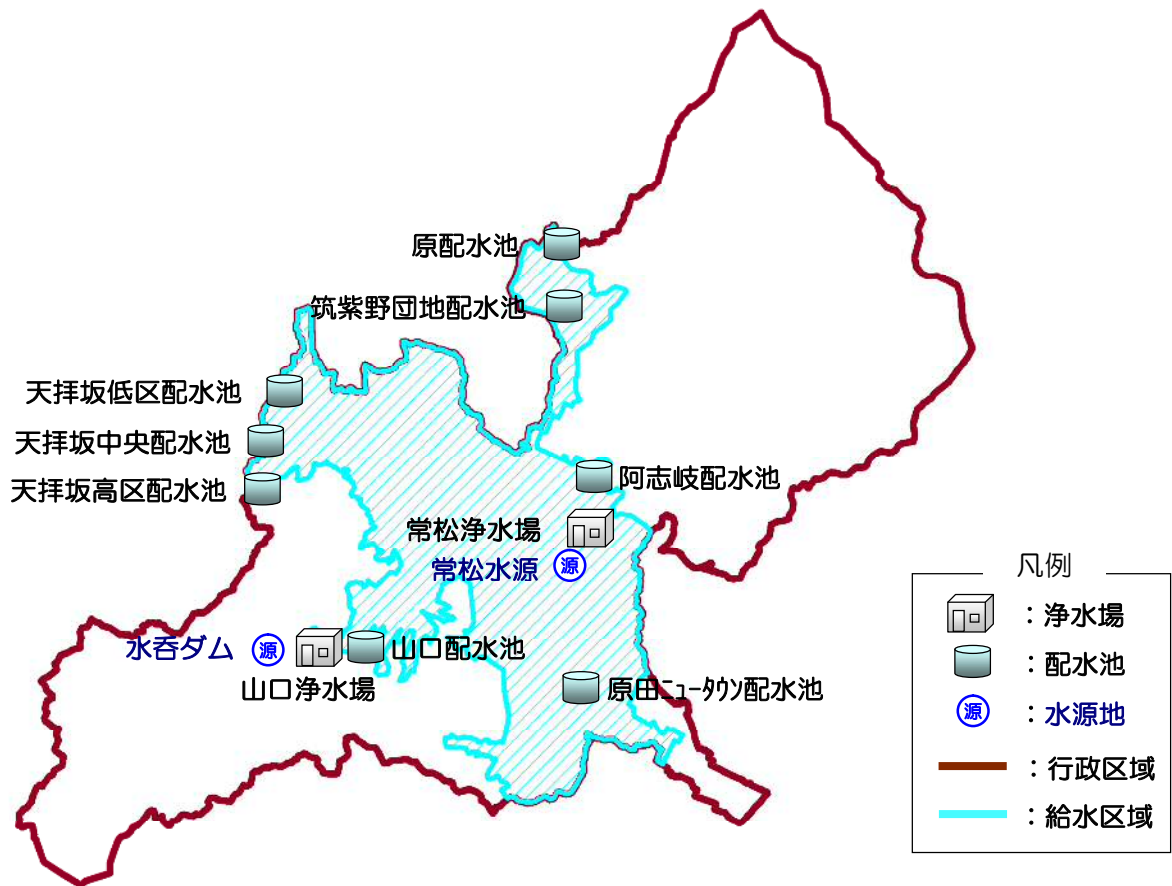 原配水池
筑紫野団地配水池
天拝坂低区配水池
天拝坂中央配水池
天拝坂高区配水池
阿志岐配水池
常松浄水場
常松水源 源
水呑ダム 源
山口配水池
山口浄水場
原田ﾆｭｰﾀｳﾝ配水池
凡例
：浄水場
：配水池
源 ：水源地
：行政区域
：給水区域